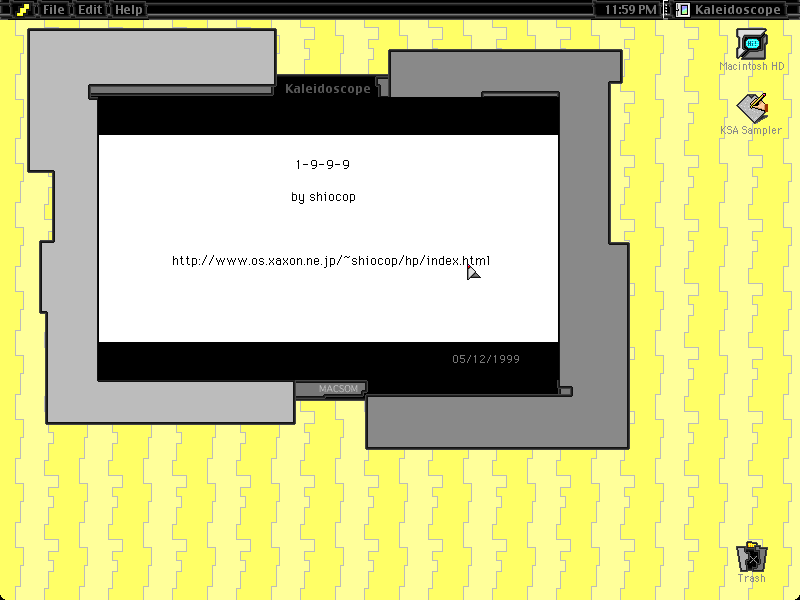 File Edit Help 11:59 PM Kaleidoscope
Hi!
Macintosh HD
KSA Sampler
Kaleidoscope
1-9-9-9
by shiocop
http://www.os.xaxon.ne.jp/~shiocop/hp/index.html
05/12/1999
MACSOM
Trash